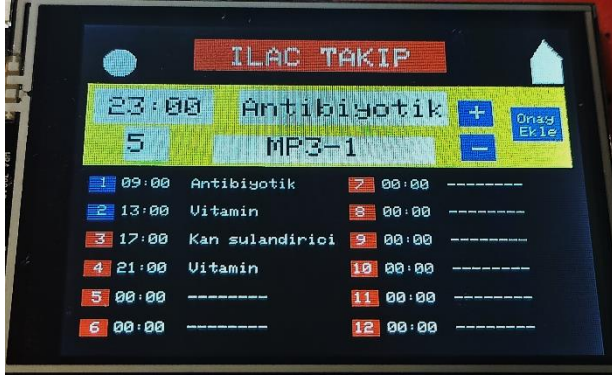 ILAC TAKIP
23:00 Antibiyotik +
Onay
Ekle
5 MP3-1 -
1 09:00 Antibiyotik 7 00:00 --------
2 13:00 Vitamin 8 00:00 --------
3 17:00 Kan sulandirici 9 00:00 --------
4 21:00 Vitamin 10 00:00 --------
5 00:00 -------- 11 00:00 --------
6 00:00 -------- 12 00:00 --------